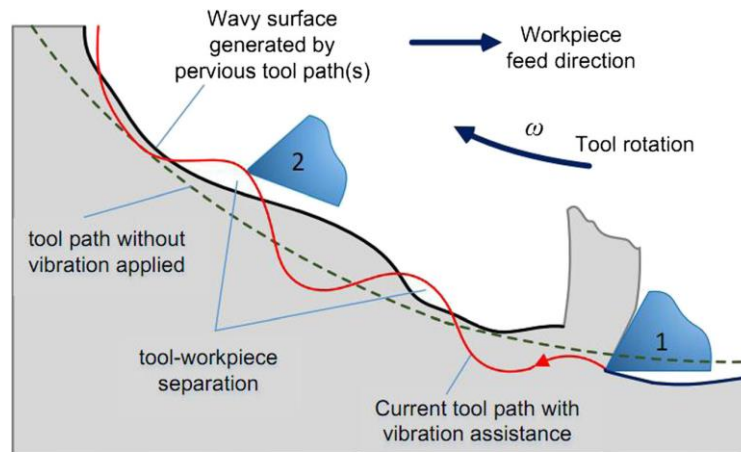 Wavy surface
generated by
pervious tool path(s)
Workpiece
feed direction
ω
Tool rotation
2
tool path without
vibration applied
tool-workpiece
separation
1
Current tool path with
vibration assistance